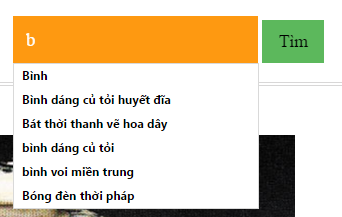 b Tìm
Bình
Bình dáng củ tỏi huyết đĩa
Bát thời thanh vẽ hoa dây
bình dáng củ tỏi
bình voi miền trung
Bóng đèn thời pháp